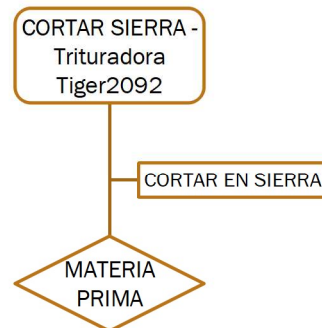 CORTAR SIERRA -
Trituradora
Tiger2092
CORTAR EN SIERRA
MATERIA
PRIMA